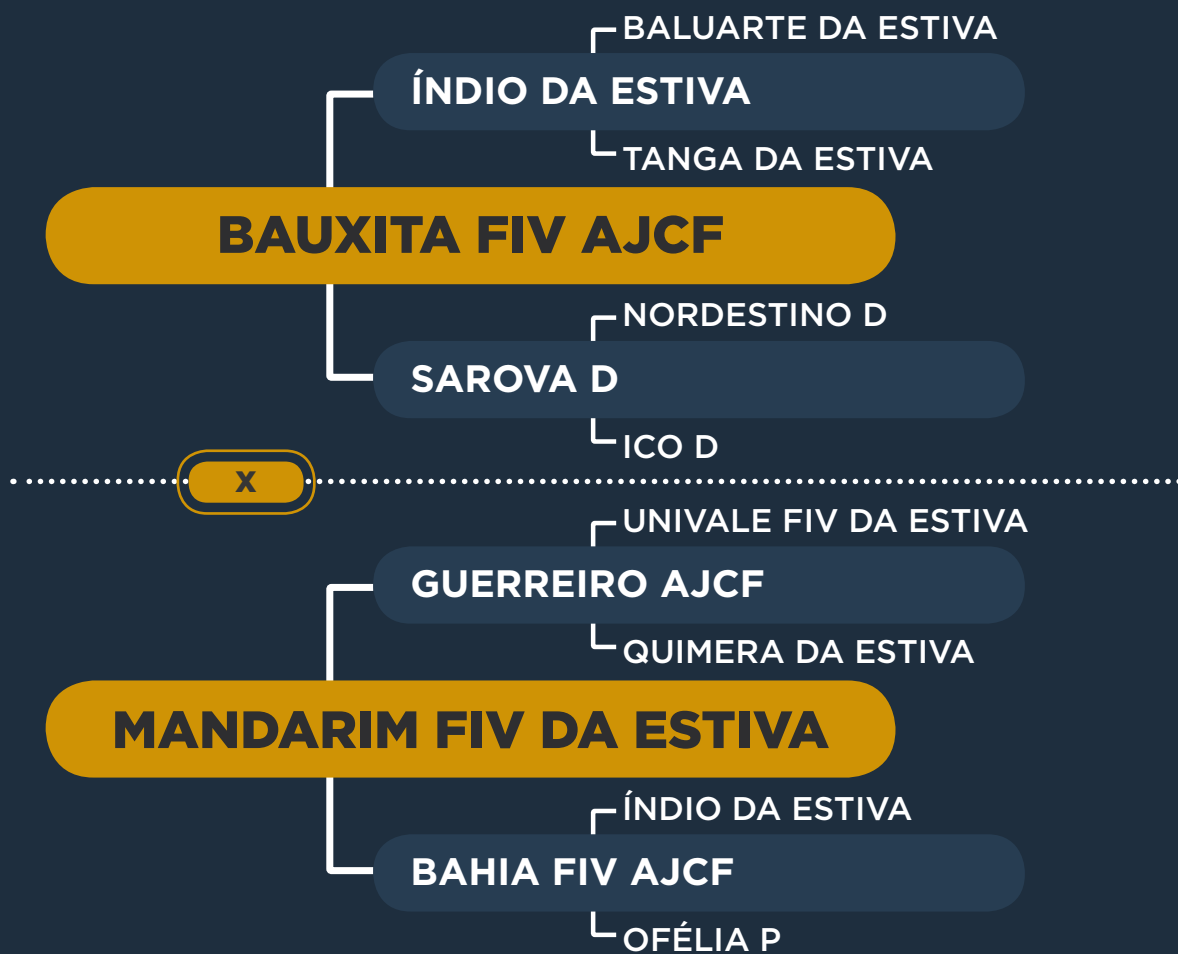 BALUARTE DA ESTIVA
ÍNDIO DA ESTIVA
TANGA DA ESTIVA
BAUXITA FIV AJCF
NORDESTINO D
SAROVA D
ICO D
X
UNIVALE FIV DA ESTIVA
GUERREIRO AJCF
QUIMERA DA ESTIVA
MANDARIM FIV DA ESTIVA
ÍNDIO DA ESTIVA
BAHIA FIV AJCF
OFÉLIA P